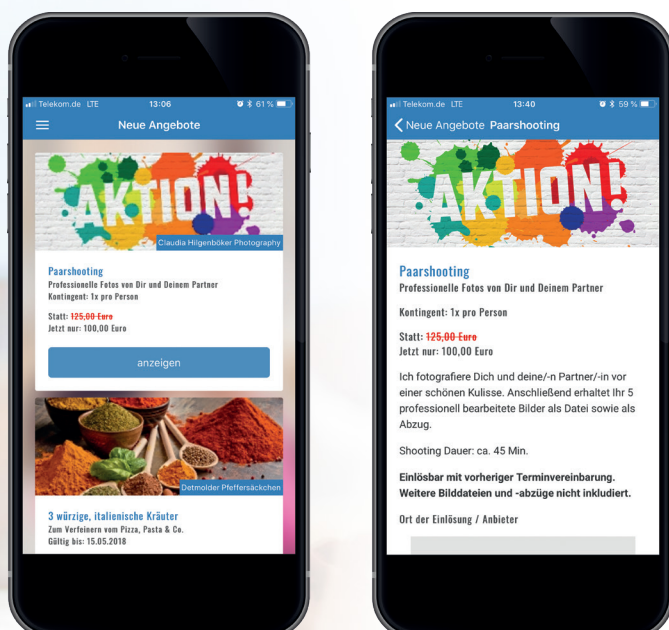 Telekom.de LTE 13:06 61 %
Neue Angebote
AKTION!
Claudia Hilgenböker Photography
Paarshooting
Professionelle Fotos von Dir und Deinem Partner
Kontingent: 1x pro Person
Statt: 125,00 Euro
Jetzt nur: 100,00 Euro
anzeigen
Detmolder Pfeffersäckchen
3 würzige, italienische Kräuter
Zum Verfeinern vom Pizza, Pasta & Co.
Gültig bis: 15.05.2018
Telekom.de LTE 13:40 59 %
Neue Angebote Paarshooting
AKTION!
Paarshooting
Professionelle Fotos von Dir und Deinem Partner
Kontingent: 1x pro Person
Statt: 125,00 Euro
Jetzt nur: 100,00 Euro
Ich fotografiere Dich und deine/-n Partner/-in vor
einer schönen Kulisse. Anschließend erhaltet Ihr 5
professionell bearbeitete Bilder als Datei sowie als
Abzug.
Shooting Dauer: ca. 45 Min.
Einlösbar mit vorheriger Terminvereinbarung.
Weitere Bilddateien und -abzüge nicht inkludiert.
Ort der Einlösung / Anbieter